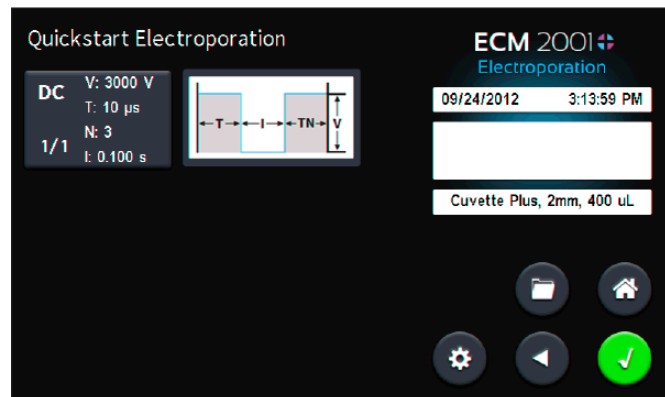 Quickstart Electroporation
DC
1/1
V: 3000 V
T: 10 µs
N: 3
I: 0.100 s
T
I
TN
V
ECM 2001
Electroporation
09/24/2012 3:13:59 PM
Cuvette Plus, 2mm, 400 uL